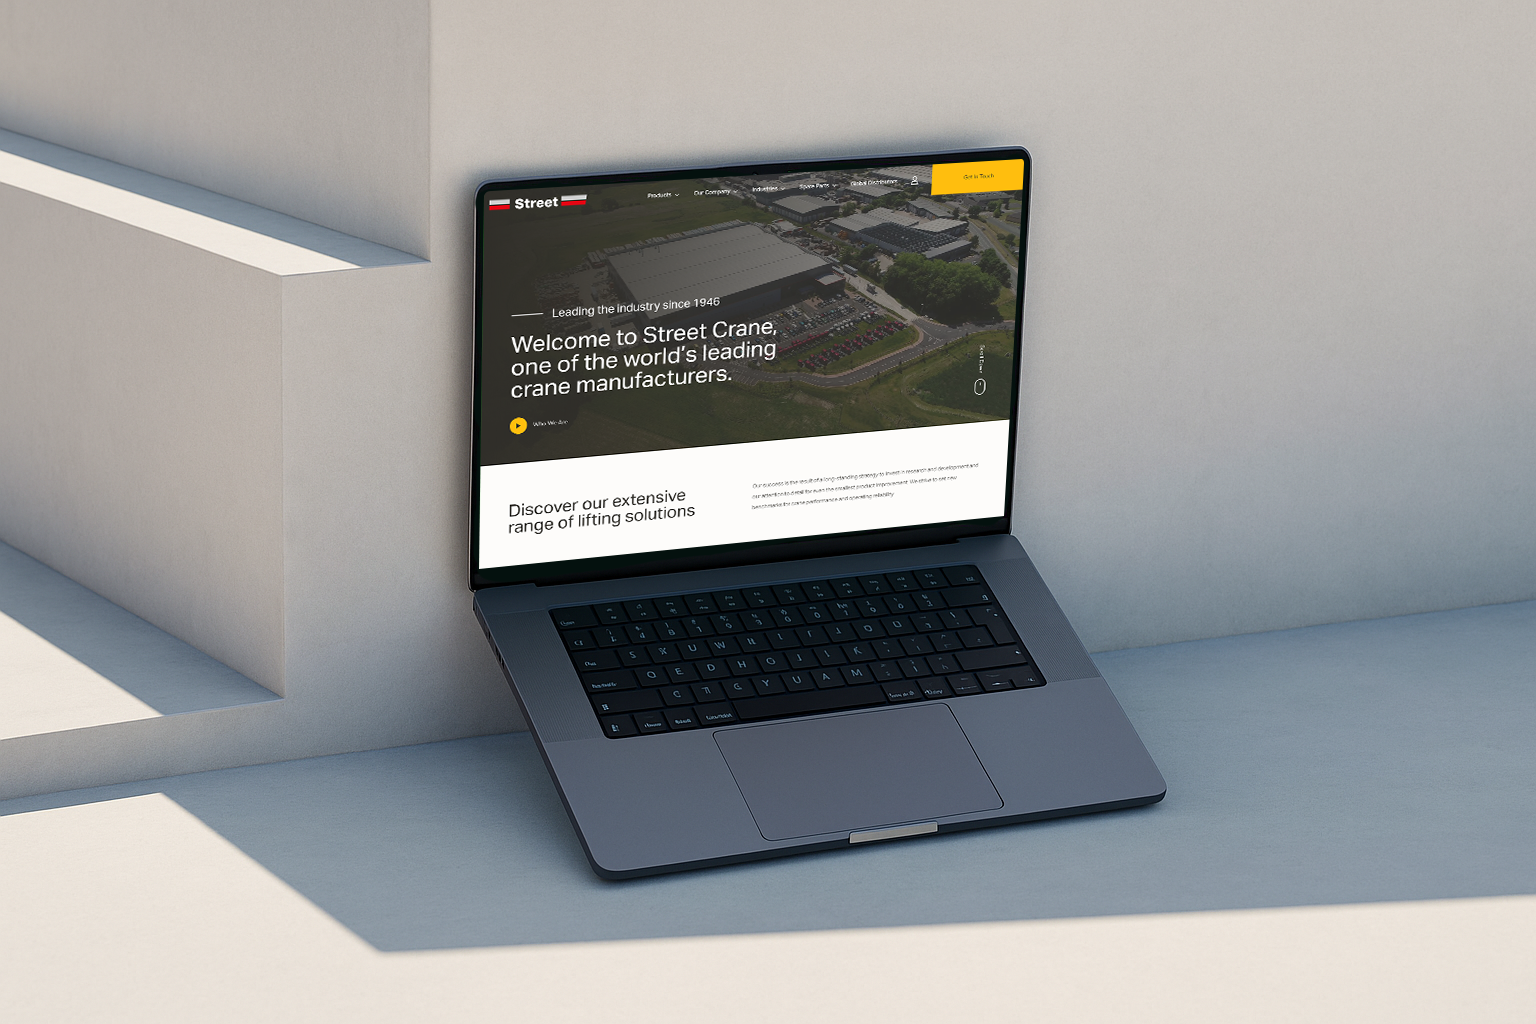 Street
Products
Our Company
Industries
Spare Parts
Global Distributors
Get In Touch
Leading the industry since 1946
Welcome to Street Crane,
one of the world's leading
crane manufacturers.
Who We Are
Discover our extensive
range of lifting solutions
Our success is the result of a long-standing strategy to invest in research and development and
our attention to detail for even the smallest product improvement. We strive to set new
benchmarks for crane performance and operating reliability.